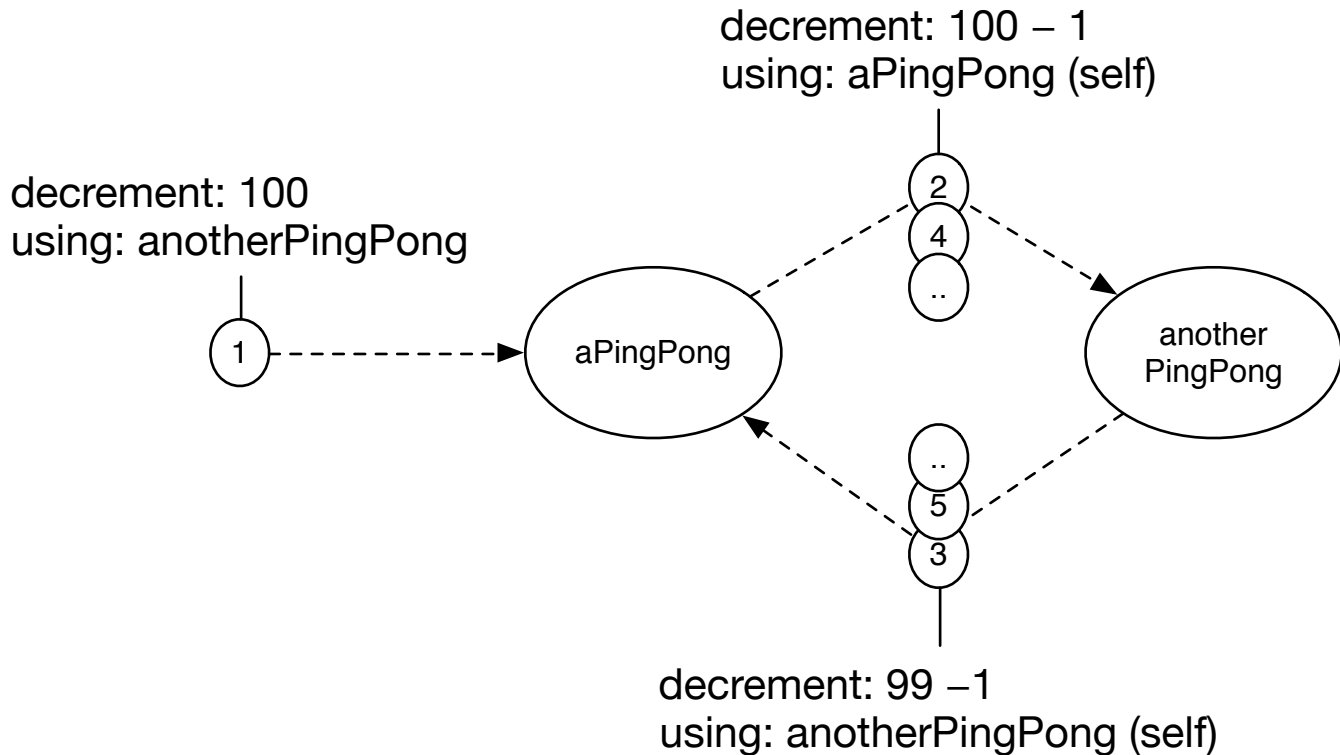 decrement: 100 – 1
using: aPingPong (self)
decrement: 100
using: anotherPingPong
2
4
..
1
aPingPong
another
PingPong
..
5
3
decrement: 99 –1
using: anotherPingPong (self)